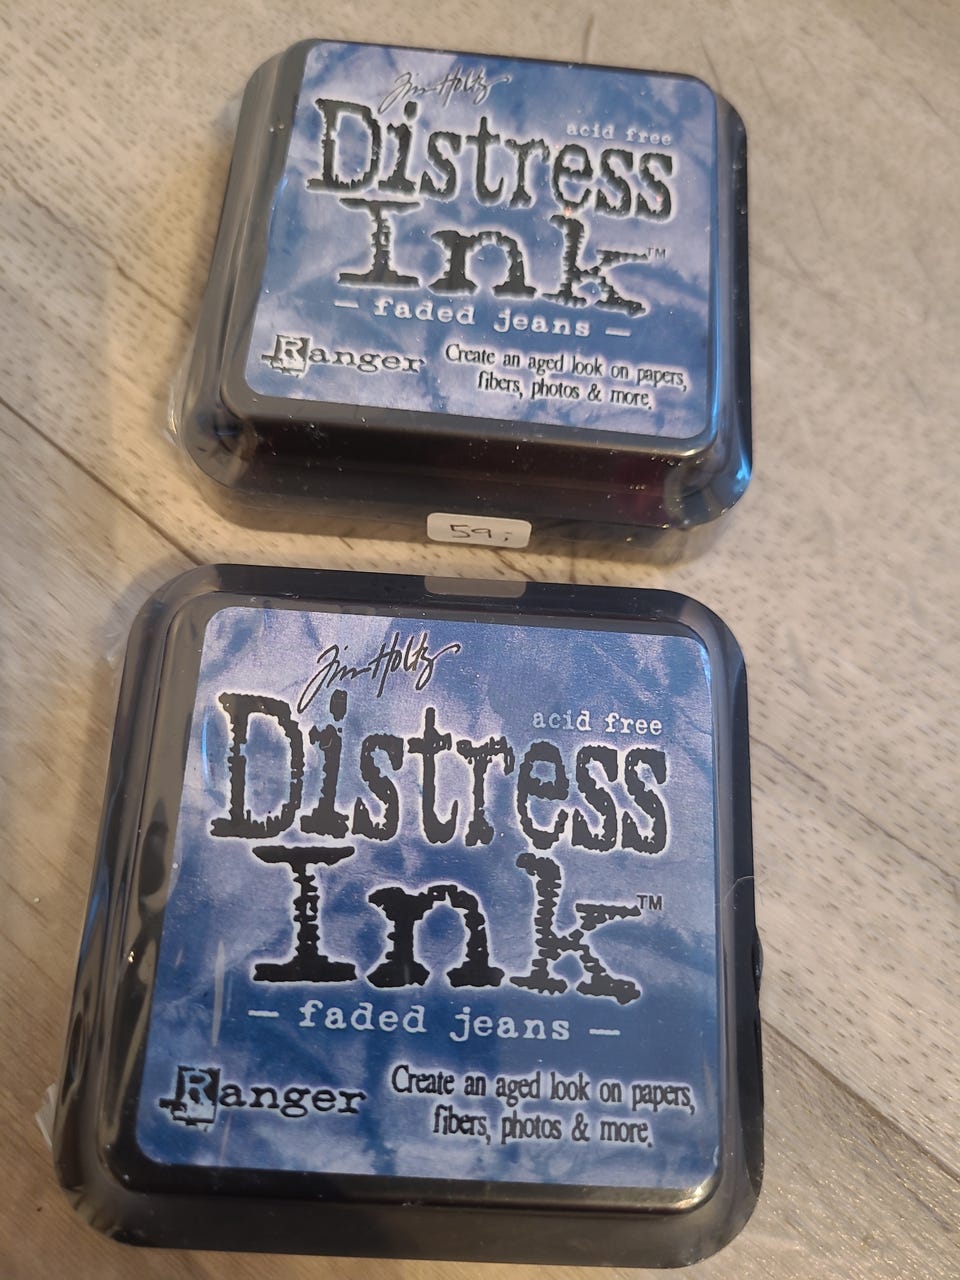 Tim Holtz
acid free
Distress
Ink™
— faded jeans —
Ranger
Create an aged look on papers,
fibers, photos & more.
59,-
Tim Holtz
acid free
Distress
Ink™
— faded jeans —
Ranger
Create an aged look on papers,
fibers, photos & more.